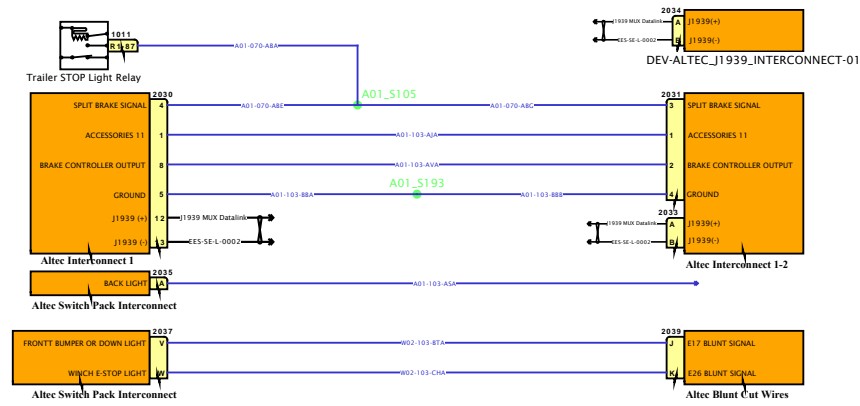 2034
A J1939(+)
J1939 MUX Datalink
EES-SE-L-0002
B J1939(-)
DEV-ALTEC_J1939_INTERCONNECT-01
1011
R1-87
A01-070-ABA
Trailer STOP Light Relay
A01_S105
2030
2031
SPLIT BRAKE SIGNAL 4 A01-070-ABE A01-070-ABG 3 SPLIT BRAKE SIGNAL
ACCESSORIES 11 1 A01-103-AJA 1 ACCESSORIES 11
BRAKE CONTROLLER OUTPUT 8 A01-103-AVA 2 BRAKE CONTROLLER OUTPUT
A01_S193
GROUND 5 A01-103-BBA A01-103-BBB 4 GROUND
2033
J1939 (+) 12 J1939 MUX Datalink J1939 MUX Datalink A J1939(+)
J1939 (-) 13 EES-SE-L-0002 EES-SE-L-0002 B J1939(-)
Altec Interconnect 1
Altec Interconnect 1-2
2035
BACK LIGHT A A01-103-ASA
Altec Switch Pack Interconnect
2037
2039
FRONTT BUMPER OR DOWN LIGHT V W02-103-BTA J E17 BLUNT SIGNAL
WINCH E-STOP LIGHT W W02-103-CHA K E26 BLUNT SIGNAL
Altec Switch Pack Interconnect
Altec Blunt Cut Wires